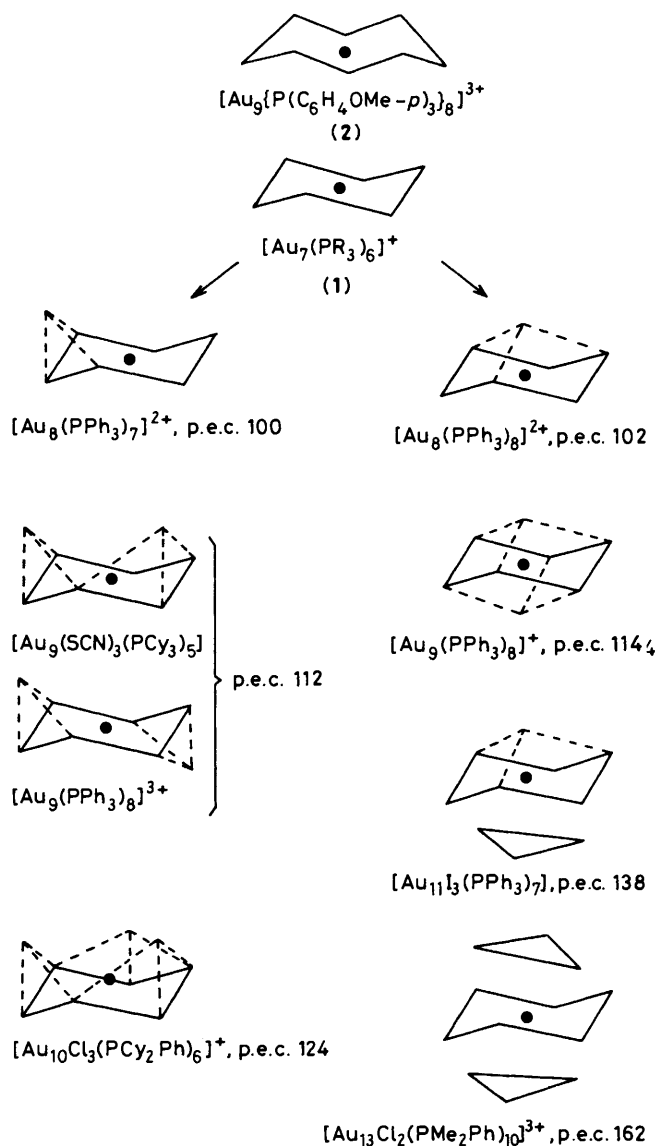 [Au₉{P(C₆H₄OMe-p)₃}₈]³⁺
(2)
[Au₇(PR₃)₆]⁺
(1)
[Au₈(PPh₃)₇]²⁺, p.e.c. 100
[Au₈(PPh₃)₈]²⁺, p.e.c. 102
[Au₉(SCN)₃(PCy₃)₅]
p.e.c. 112
[Au₉(PPh₃)₈]³⁺
[Au₉(PPh₃)₈]⁺, p.e.c. 114₄
[Au₁₁I₃(PPh₃)₇], p.e.c. 138
[Au₁₀Cl₃(PCy₂Ph)₆]⁺, p.e.c. 124
[Au₁₃Cl₂(PMe₂Ph)₁₀]³⁺, p.e.c. 162